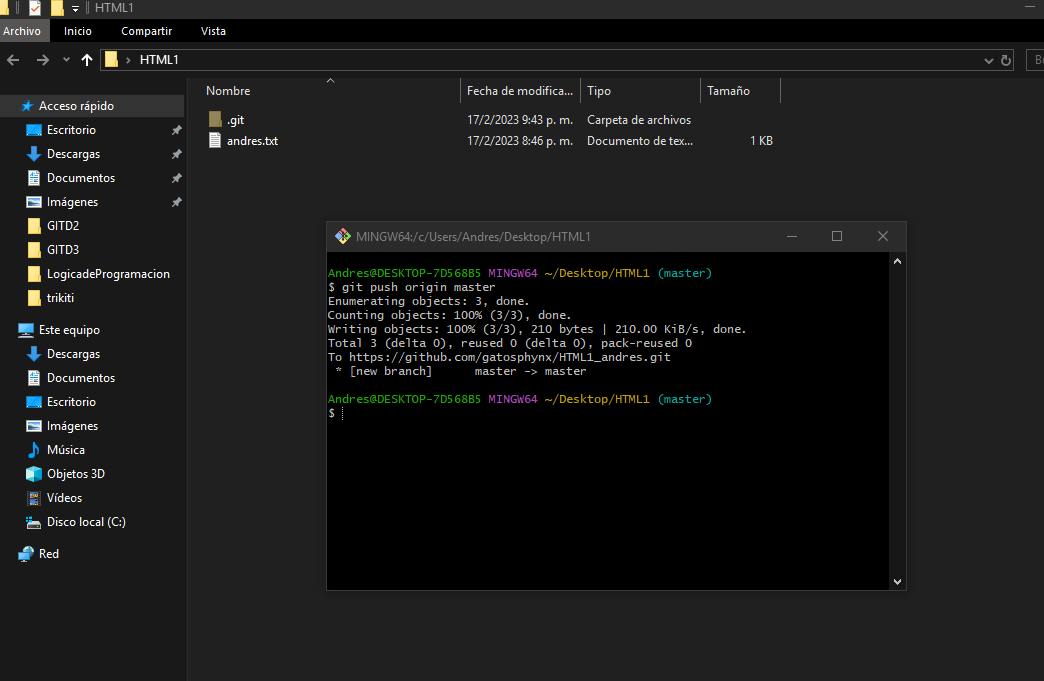 HTML1
Archivo Inicio Compartir Vista
HTML1
Nombre Fecha de modifica... Tipo Tamaño
.git 17/2/2023 9:43 p. m. Carpeta de archivos
andres.txt 17/2/2023 8:46 p. m. Documento de tex... 1 KB
Acceso rápido
Escritorio
Descargas
Documentos
Imágenes
GITD2
GITD3
LogicadeProgramacion
trikiti
Este equipo
Descargas
Documentos
Escritorio
Imágenes
Música
Objetos 3D
Vídeos
Disco local (C:)
Red
MINGW64:/c/Users/Andres/Desktop/HTML1
Andres@DESKTOP-7D568B5 MINGW64 ~/Desktop/HTML1 (master)
$ git push origin master
Enumerating objects: 3, done.
Counting objects: 100% (3/3), done.
Writing objects: 100% (3/3), 210 bytes | 210.00 KiB/s, done.
Total 3 (delta 0), reused 0 (delta 0), pack-reused 0
To https://github.com/gatosphynx/HTML1_andres.git
 * [new branch]      master -> master
Andres@DESKTOP-7D568B5 MINGW64 ~/Desktop/HTML1 (master)
$